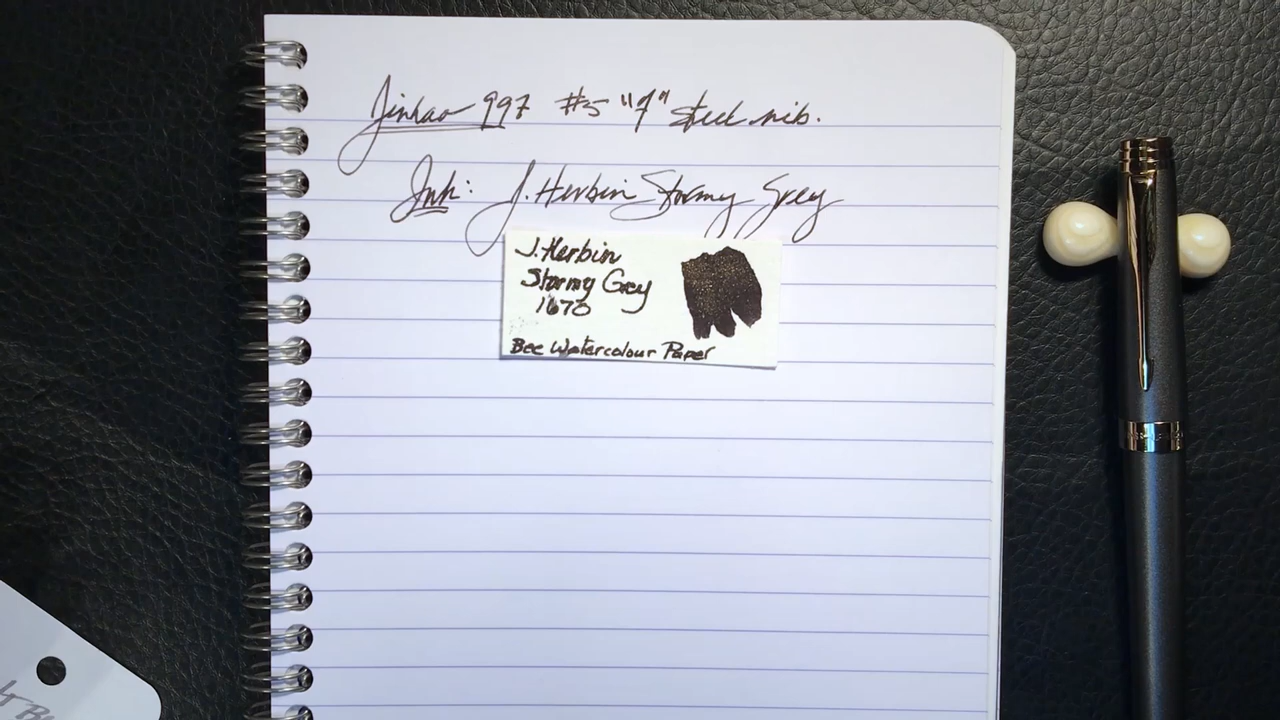 Jinhao 997 #5 "f" steel nib.
Ink: J. Herbin Stormy Grey
J. Herbin
Stormy Grey
1670
Bee Watercolour Paper